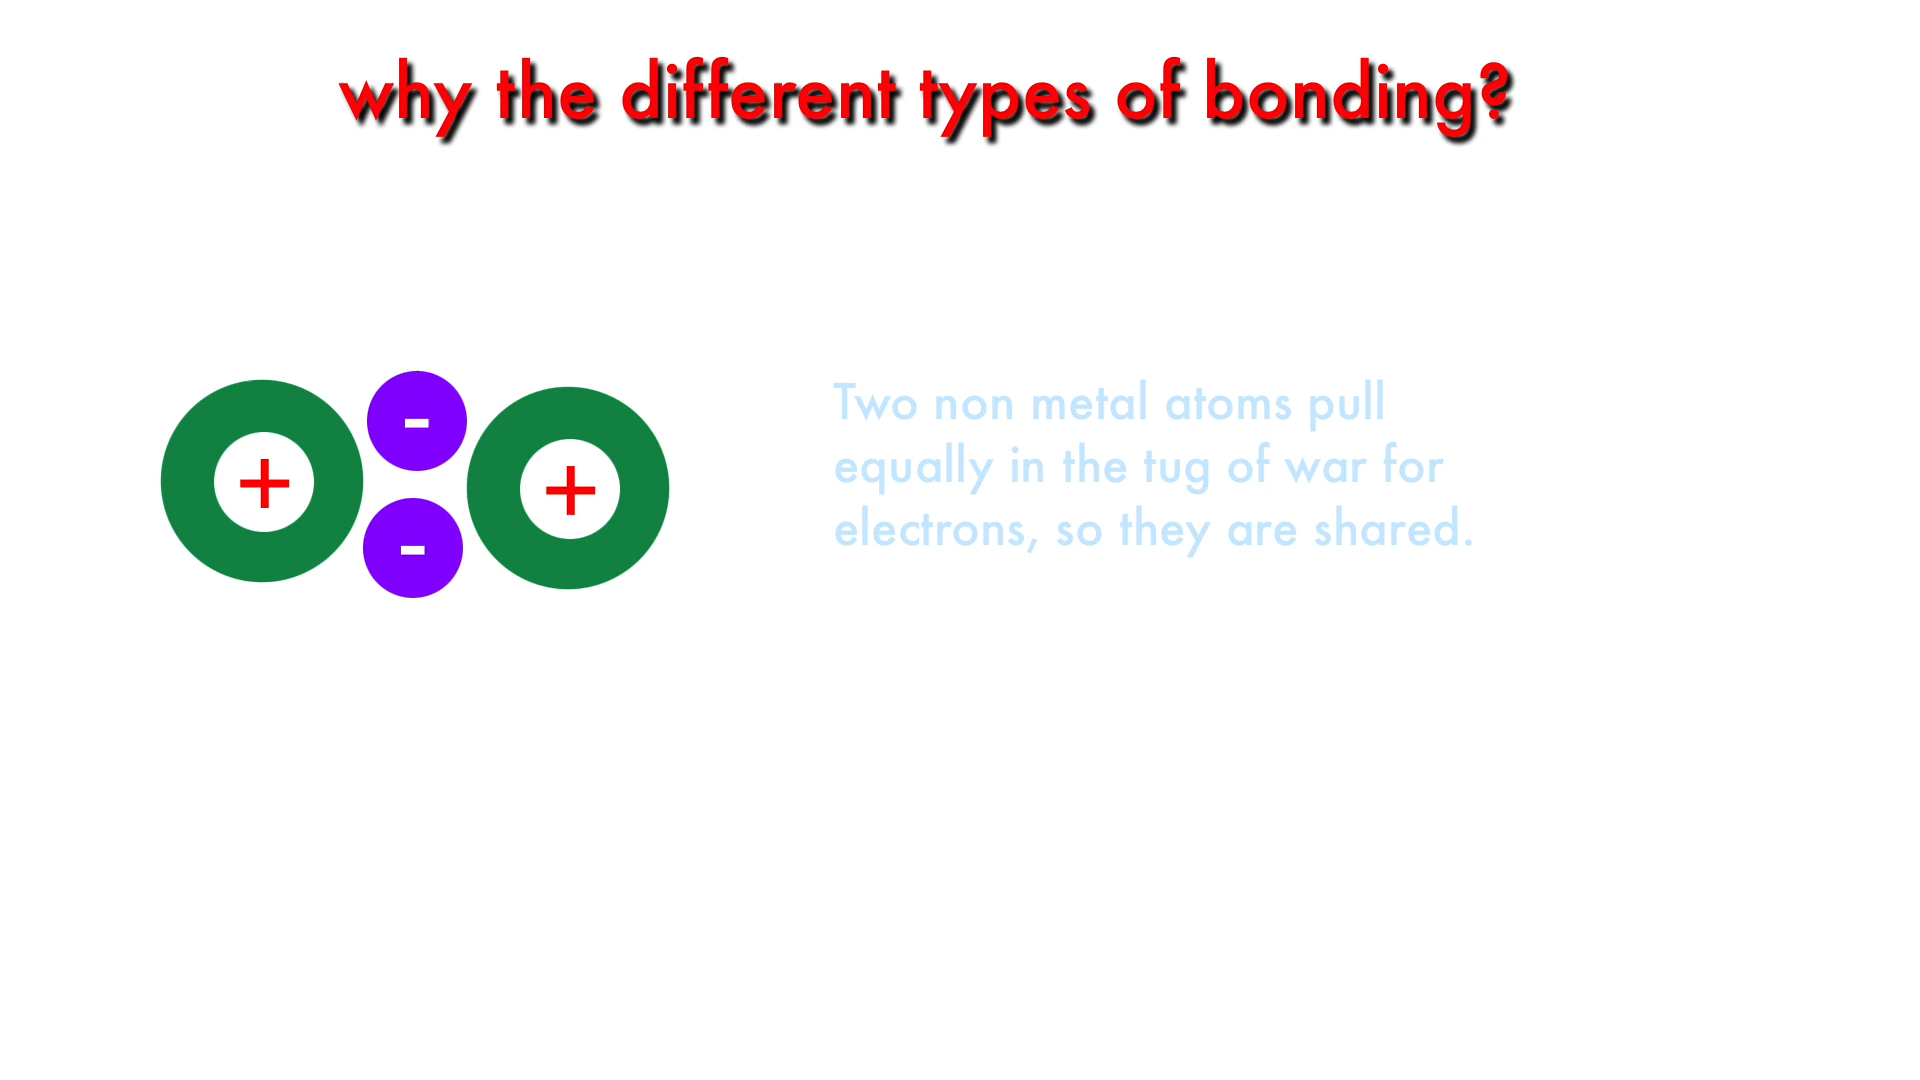 why the different types of bonding?
-
+ +
-
Two non metal atoms pull
equally in the tug of war for
electrons, so they are shared.